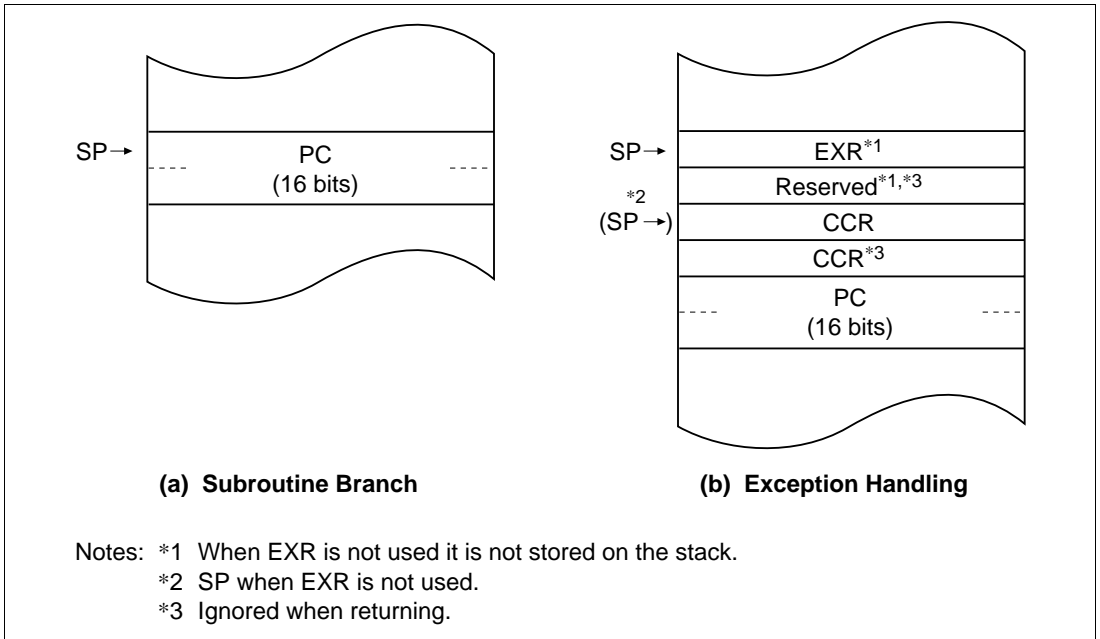 SP→
PC
(16 bits)
(a) Subroutine Branch
SP→
EXR*1
Reserved*1,*3
*2
(SP→)
CCR
CCR*3
PC
(16 bits)
(b) Exception Handling
Notes: *1 When EXR is not used it is not stored on the stack.
*2 SP when EXR is not used.
*3 Ignored when returning.